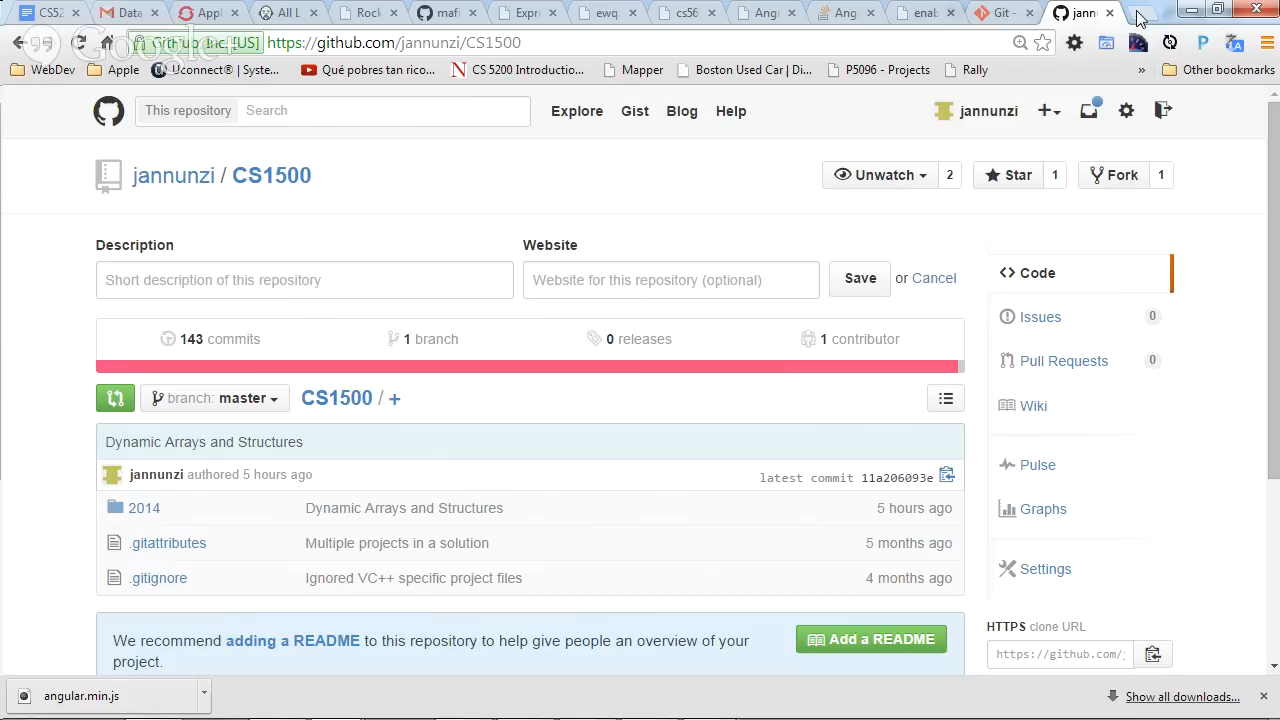 CS52
Data
Appl
All L
Rock
mafi
Expre
ewq
cs56
Ang
Ang
enab
Git -
jann
GitHub, Inc. [US] https://github.com/jannunzi/CS1500
WebDev
Apple
Uconnect® | Syste...
Qué pobres tan rico...
CS 5200 Introductio...
Mapper
Boston Used Car | Di...
P5096 - Projects
Rally
»
Other bookmarks
This repository
Search
Explore
Gist
Blog
Help
jannunzi
jannunzi / CS1500
Unwatch
2
Star
1
Fork
1
Description
Website
Short description of this repository
Website for this repository (optional)
Save
or Cancel
Code
Issues
0
Pull Requests
0
Wiki
Pulse
Graphs
Settings
143 commits
1 branch
0 releases
1 contributor
branch: master
CS1500 / +
Dynamic Arrays and Structures
jannunzi authored 5 hours ago
latest commit 11a206093e
2014
Dynamic Arrays and Structures
5 hours ago
.gitattributes
Multiple projects in a solution
5 months ago
.gitignore
Ignored VC++ specific project files
4 months ago
We recommend adding a README to this repository to help give people an overview of your
project.
Add a README
HTTPS clone URL
https://github.com/j
angular.min.js
Show all downloads...